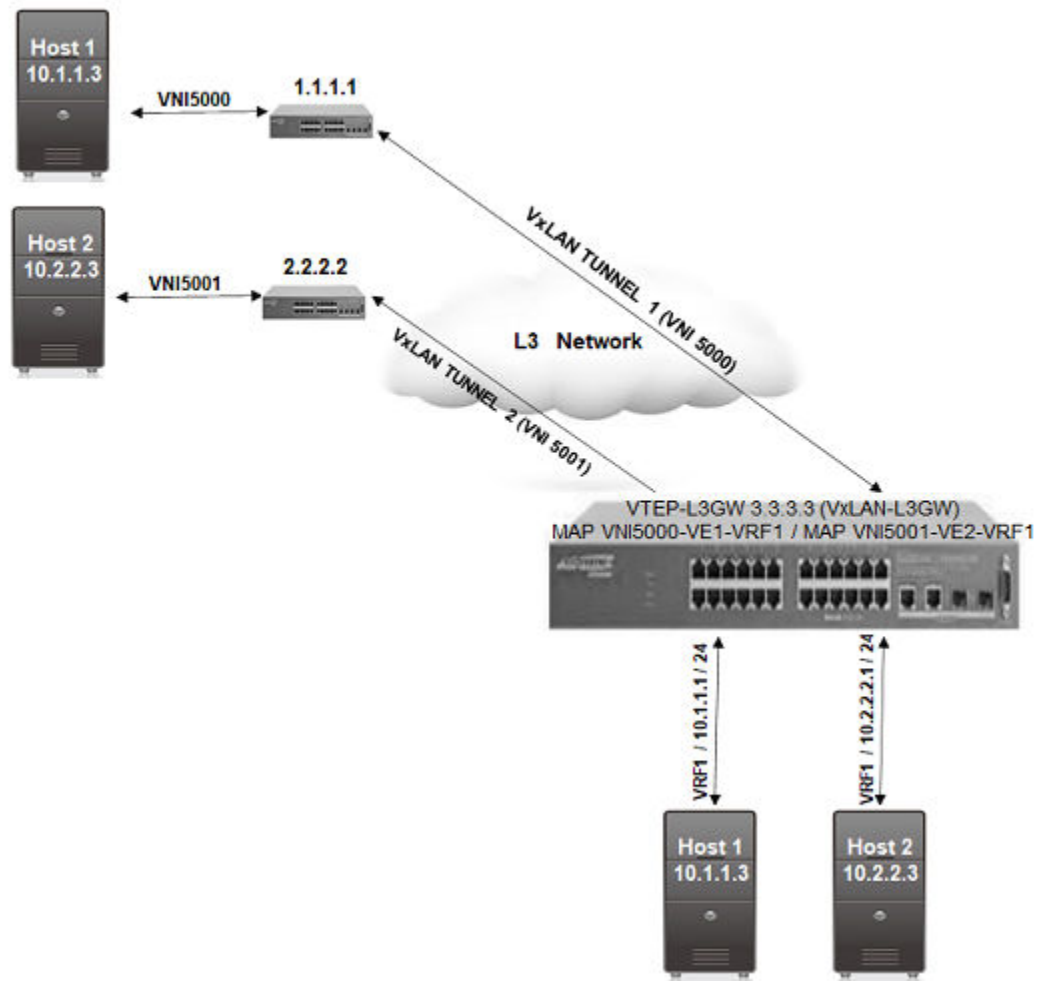 Host 1
10.1.1.3
VNI5000
1.1.1.1
Host 2
10.2.2.3
VNI5001
2.2.2.2
VxLAN TUNNEL 1 (VNI 5000)
L3 Network
VxLAN TUNNEL 2 (VNI 5001)
VTEP-L3GW 3.3.3.3 (VxLAN-L3GW)
MAP VNI5000-VE1-VRF1 / MAP VNI5001-VE2-VRF1
VRF1 / 10.1.1.1 / 24
VRF1 / 10.2.2.2.1 / 24
Host 1
10.1.1.3
Host 2
10.2.2.3